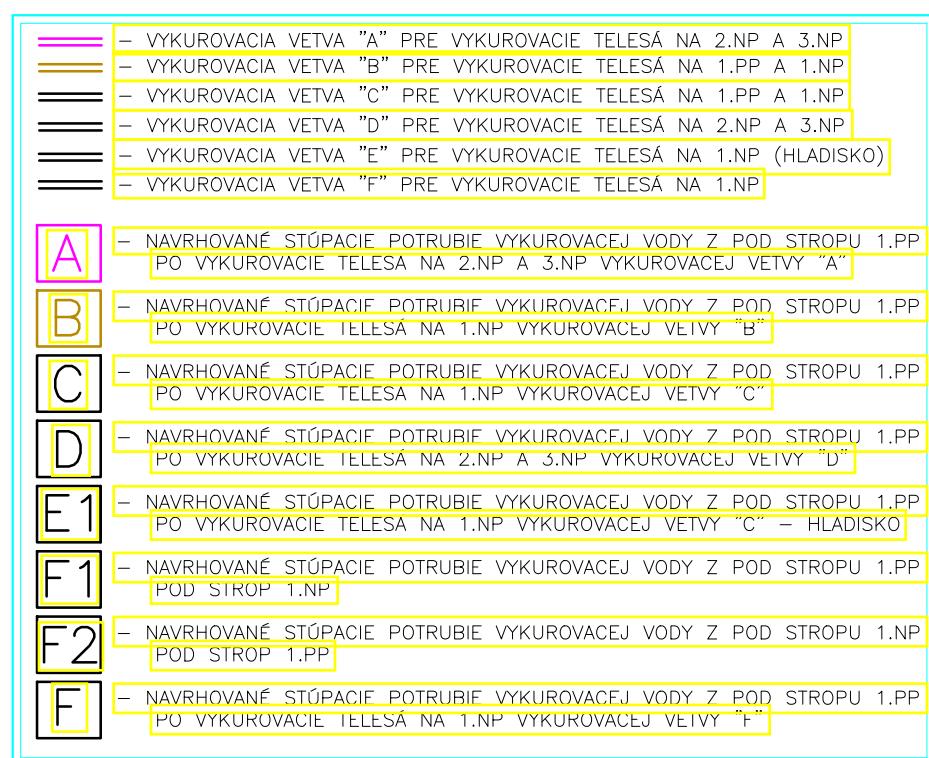 – VYKUROVACIA VETVA "A" PRE VYKUROVACIE TELESÁ NA 2.NP A 3.NP
– VYKUROVACIA VETVA "B" PRE VYKUROVACIE TELESÁ NA 1.PP A 1.NP
– VYKUROVACIA VETVA "C" PRE VYKUROVACIE TELESÁ NA 1.PP A 1.NP
– VYKUROVACIA VETVA "D" PRE VYKUROVACIE TELESÁ NA 2.NP A 3.NP
– VYKUROVACIA VETVA "E" PRE VYKUROVACIE TELESÁ NA 1.NP (HLADISKO)
– VYKUROVACIA VETVA "F" PRE VYKUROVACIE TELESÁ NA 1.NP
A – NAVRHOVANÉ STÚPACIE POTRUBIE VYKUROVACEJ VODY Z POD STROPU 1.PP
PO VYKUROVACIE TELESÁ NA 2.NP A 3.NP VYKUROVACEJ VETVY "A"
B – NAVRHOVANÉ STÚPACIE POTRUBIE VYKUROVACEJ VODY Z POD STROPU 1.PP
PO VYKUROVACIE TELESÁ NA 1.NP VYKUROVACEJ VETVY "B"
C – NAVRHOVANÉ STÚPACIE POTRUBIE VYKUROVACEJ VODY Z POD STROPU 1.PP
PO VYKUROVACIE TELESÁ NA 1.NP VYKUROVACEJ VETVY "C"
D – NAVRHOVANÉ STÚPACIE POTRUBIE VYKUROVACEJ VODY Z POD STROPU 1.PP
PO VYKUROVACIE TELESÁ NA 2.NP A 3.NP VYKUROVACEJ VETVY "D"
E1 – NAVRHOVANÉ STÚPACIE POTRUBIE VYKUROVACEJ VODY Z POD STROPU 1.PP
PO VYKUROVACIE TELESÁ NA 1.NP VYKUROVACEJ VETVY "C" – HLADISKO
F1 – NAVRHOVANÉ STÚPACIE POTRUBIE VYKUROVACEJ VODY Z POD STROPU 1.PP
POD STROP 1.NP
F2 – NAVRHOVANÉ STÚPACIE POTRUBIE VYKUROVACEJ VODY Z POD STROPU 1.NP
POD STROP 1.PP
F – NAVRHOVANÉ STÚPACIE POTRUBIE VYKUROVACEJ VODY Z POD STROPU 1.PP
PO VYKUROVACIE TELESÁ NA 1.NP VYKUROVACEJ VETVY "F"